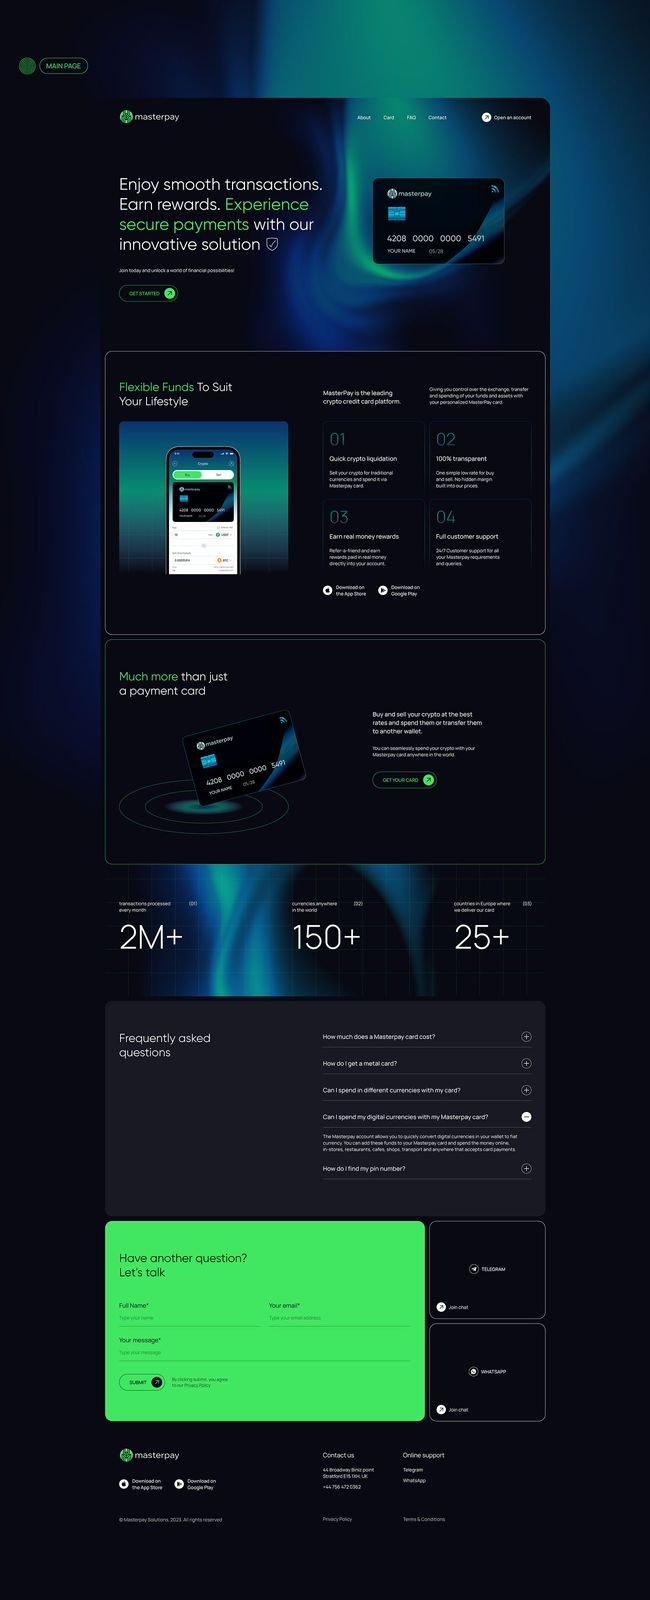 MAIN PAGE
masterpay
About
Card
FAQ
Contact
Open an account
Enjoy smooth transactions.
Earn rewards. Experience
secure payments with our
innovative solution
Join today and unlock a world of financial possibilities!
GET STARTED
masterpay
4208 0000 0000 5491
YOUR NAME 05/28
Flexible Funds To Suit
Your Lifestyle
MasterPay is the leading
crypto credit card platform.
Giving you control over the exchange, transfer
and spending of your funds and assets with
your personalized MasterPay card.
Crypto
Buy
Sell
masterpay
4208 0000 0000 5491
YOUR NAME 05/28
01
Quick crypto liquidation
Sell your crypto for traditional
currencies and spend it via
Masterpay card.
02
100% transparent
One simple low rate for buy
and sell. No hidden margin
built into our prices.
03
Earn real money rewards
Refer-a-friend and earn
rewards paid in real money
directly into your account.
04
Full customer support
24/7 Customer support for all
your Masterpay requirements
and queries.
Download on
the App Store
Download on
Google Play
Much more than just
a payment card
masterpay
4208 0000 0000 5491
YOUR NAME 05/28
Buy and sell your crypto at the best
rates and spend them or transfer them
to another wallet.
You can seamlessly spend your crypto with your
Masterpay card anywhere in the world.
GET YOUR CARD
transactions processed
every month
(01)
2M+
currencies anywhere
in the world
(02)
150+
countries in Europe where
we deliver our card
(03)
25+
Frequently asked
questions
How much does a Masterpay card cost?
How do I get a metal card?
Can I spend in different currencies with my card?
Can I spend my digital currencies with my Masterpay card?
The Masterpay account allows you to quickly convert digital currencies in your wallet to fiat
currency. You can add these funds to your Masterpay card and spend the money online,
in-stores, restaurants, cafes, shops, transport and anywhere that accepts card payments.
How do I find my pin number?
Have another question?
Let's talk
Full Name*
Type your name
Your email*
Type your email address
Your message*
Type your message
SUBMIT
By clicking submit, you agree
to our Privacy Policy
TELEGRAM
Join chat
WHATSAPP
Join chat
masterpay
Download on
the App Store
Download on
Google Play
Contact us
44 Broadway Biniz point
Stratford E15 1XH, UK
+44 756 472 0362
Online support
Telegram
WhatsApp
© Masterpay Solutions, 2023. All rights reserved
Privacy Policy
Terms & Conditions